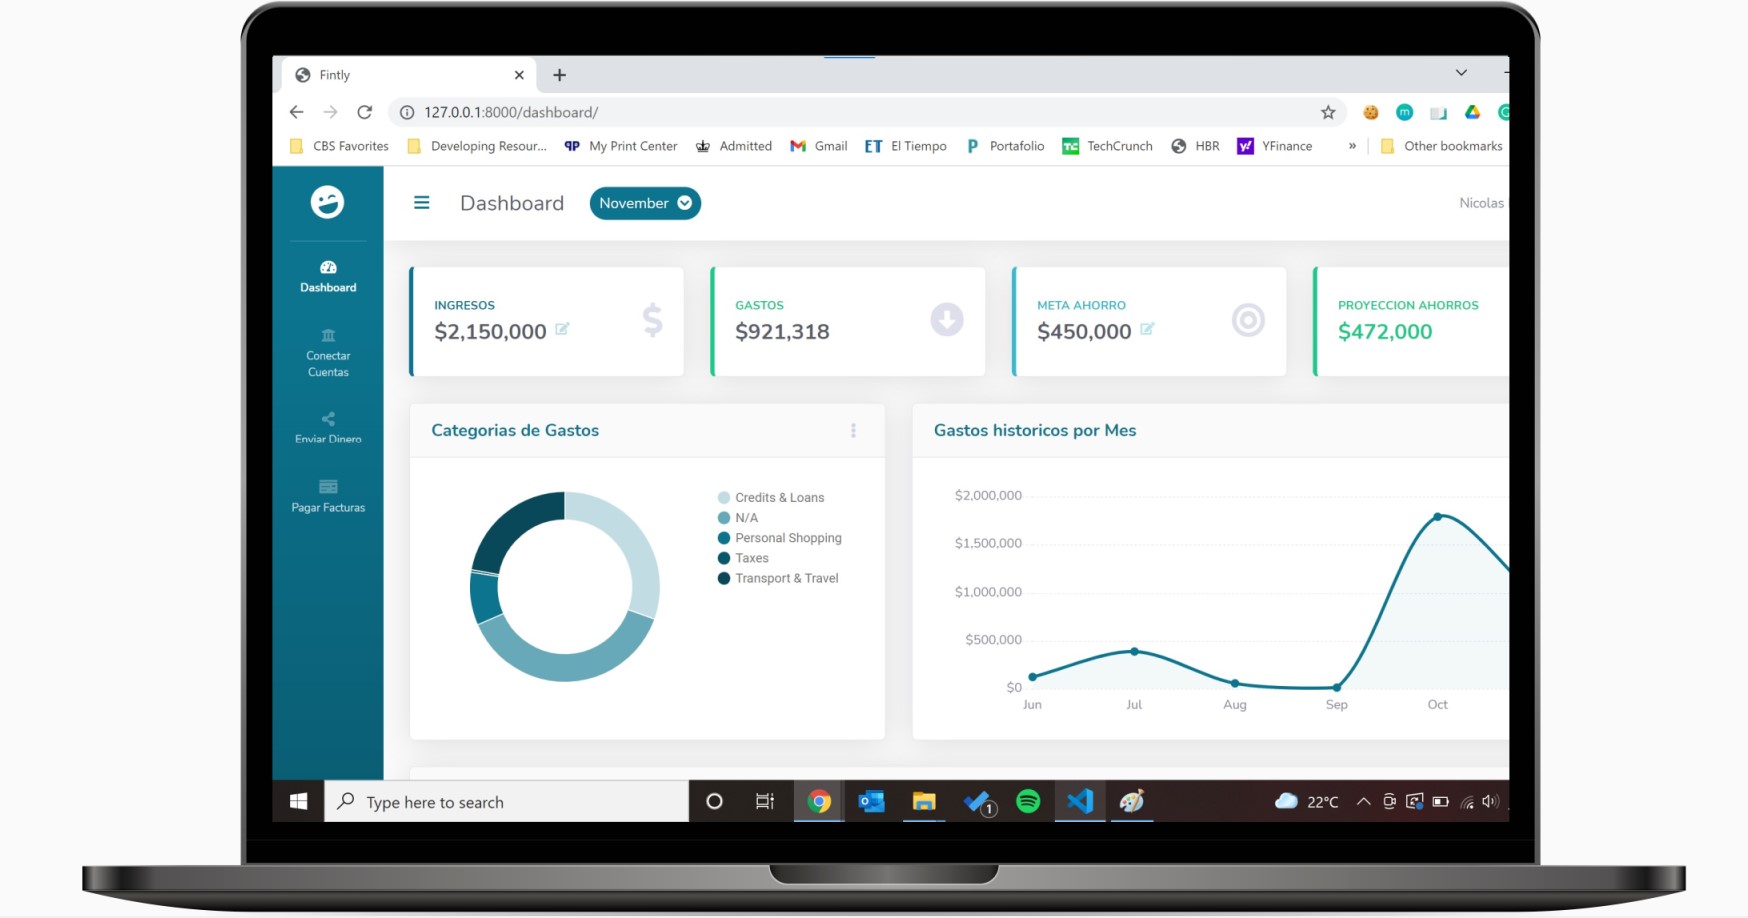 Fintly
127.0.0.1:8000/dashboard/
m
CBS Favorites Developing Resour... My Print Center Admitted Gmail ET El Tiempo P Portafolio TechCrunch HBR y! YFinance » Other bookmarks
Dashboard November Nicolas
Dashboard
Conectar
Cuentas
Enviar Dinero
Pagar Facturas
INGRESOS
$2,150,000
$
GASTOS
$921,318
META AHORRO
$450,000
PROYECCION AHORROS
$472,000
Categorias de Gastos
Credits & Loans
N/A
Personal Shopping
Taxes
Transport & Travel
Gastos historicos por Mes
$2,000,000
$1,500,000
$1,000,000
$500,000
$0
Jun Jul Aug Sep Oct
Type here to search 1 22°C